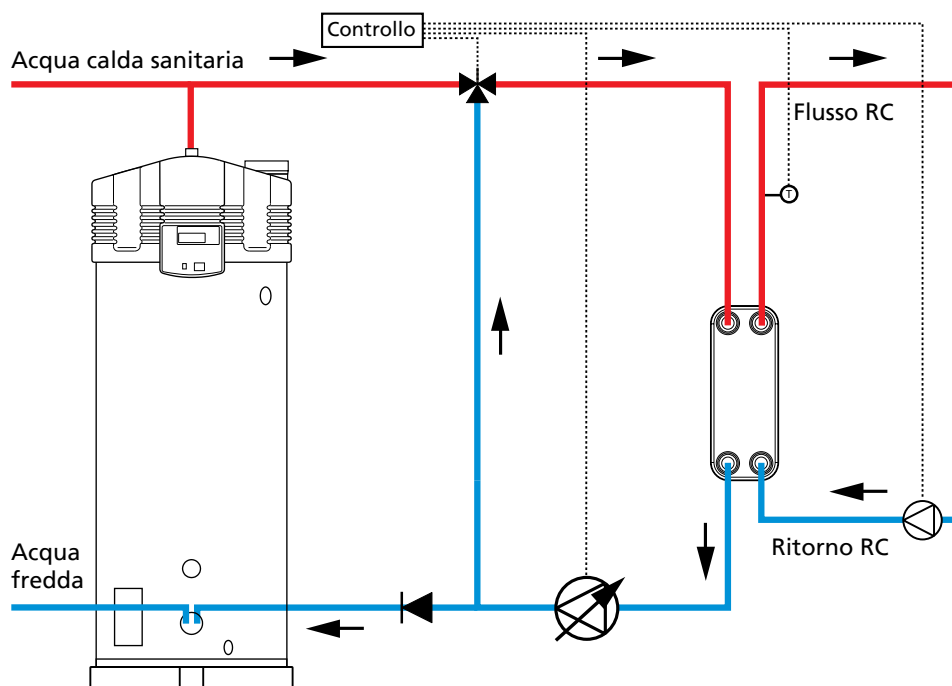 Controllo
Acqua calda sanitaria
Flusso RC
T
Ritorno RC
Acqua
fredda